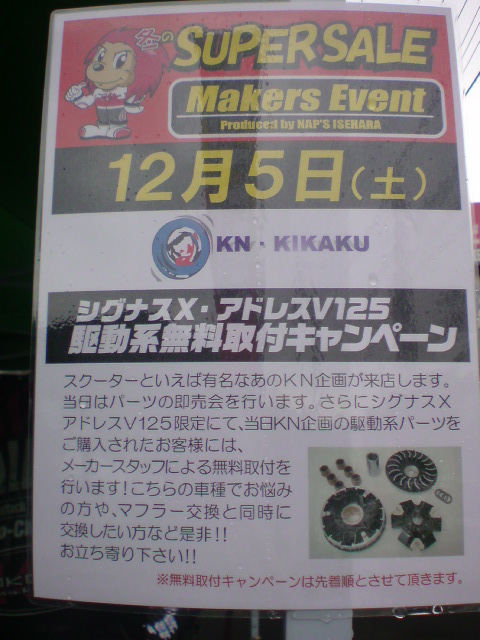 冬の SUPER SALE
Makers Event
Produced by NAP'S ISEHARA
12月5日(土)
KN・KIKAKU
シグナスX・アドレスV125
駆動系無料取付キャンペーン
スクーターといえば有名なあのKN企画が来店します。
当日はパーツの即売会を行います。さらにシグナスX
アドレスV125限定にて、当日KN企画の駆動系パーツを
ご購入されたお客様には、
メーカースタッフによる無料取付を
行います!こちらの車種でお悩み
の方や、マフラー交換と同時に
交換したい方など是非!!
お立ち寄り下さい!!
※無料取付キャンペーンは先着順とさせて頂きます。